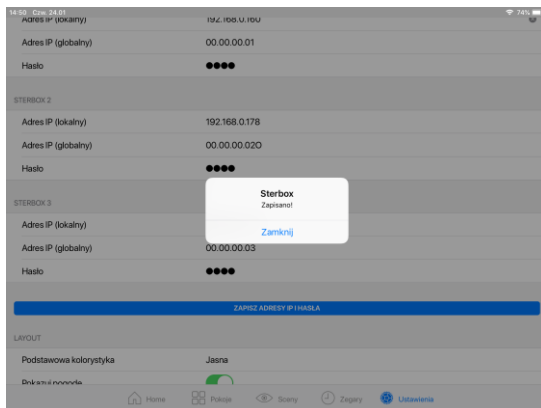 14:50 Czw. 24.01 74%
Adres IP (lokalny) 192.168.0.160
Adres IP (globalny) 00.00.00.01
Hasło ●●●●
STERBOX 2
Adres IP (lokalny) 192.168.0.178
Adres IP (globalny) 00.00.00.02O
Hasło ●●●●
STERBOX 3
Adres IP (lokalny)
Adres IP (globalny) 00.00.00.03
Hasło ●●●●
Sterbox
Zapisano!
Zamknij
ZAPISZ ADRESY IP I HASŁA
LAYOUT
Podstawowa kolorystyka Jasna
Pokazuj pogodę
Home Pokoje Sceny Zegary Ustawienia